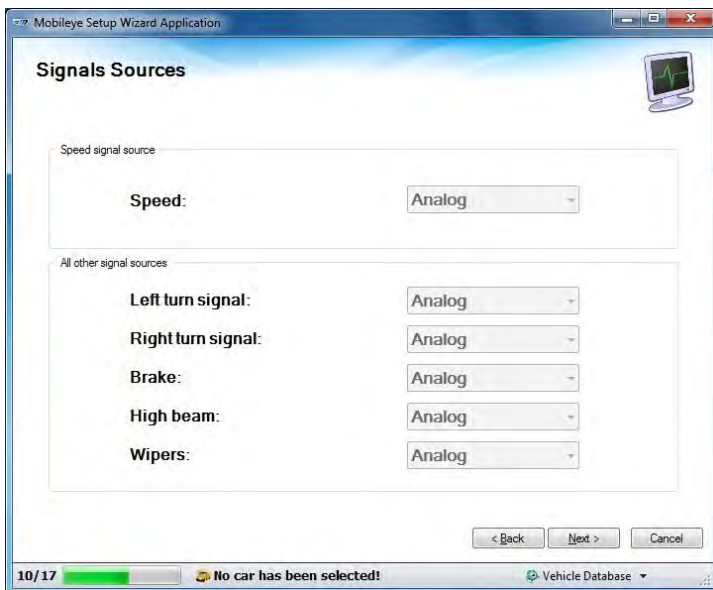 Mobileye Setup Wizard Application
Signals Sources
Speed signal source
Speed: Analog
All other signal sources
Left turn signal: Analog
Right turn signal: Analog
Brake: Analog
High beam: Analog
Wipers: Analog
< Back Next > Cancel
10/17 No car has been selected! Vehicle Database